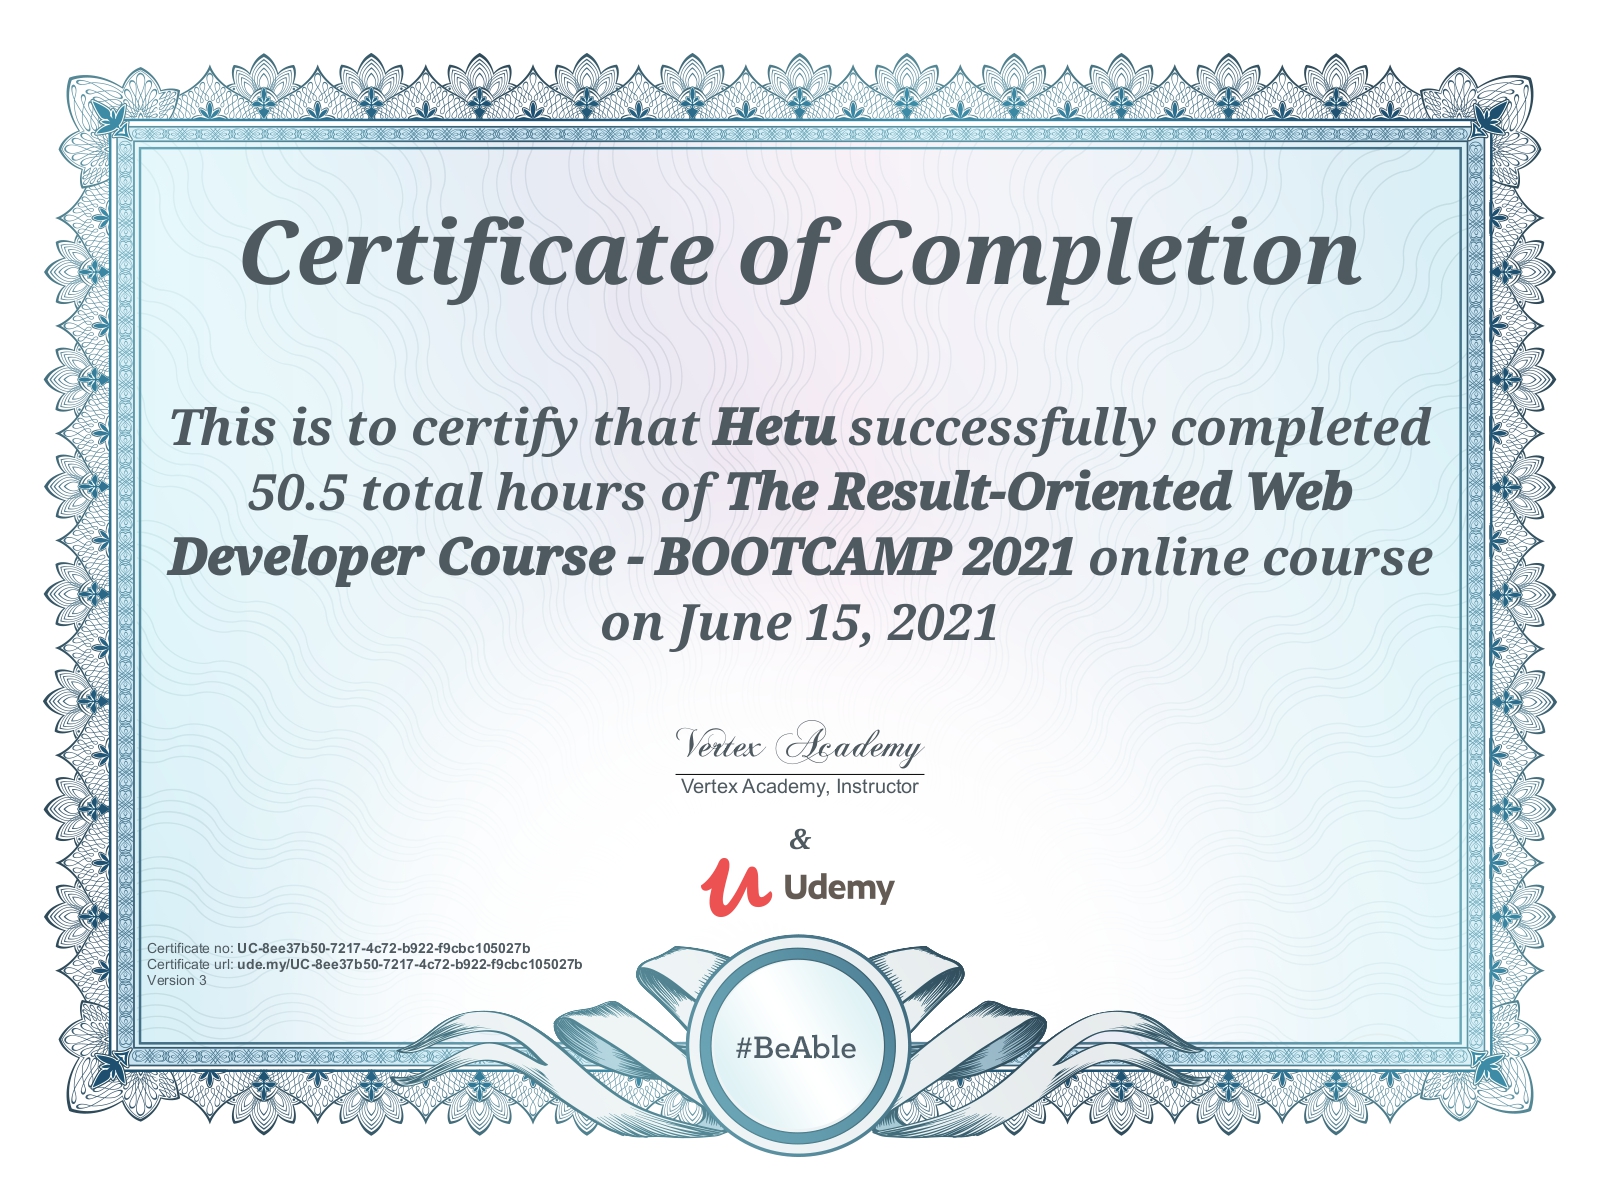 Certificate of Completion
This is to certify that Hetu successfully completed
50.5 total hours of The Result-Oriented Web
Developer Course - BOOTCAMP 2021 online course
on June 15, 2021
Vertex Academy
Vertex Academy, Instructor
&
Udemy
Certificate no: UC-8ee37b50-7217-4c72-b922-f9cbc105027b
Certificate url: ude.my/UC-8ee37b50-7217-4c72-b922-f9cbc105027b
Version 3
#BeAble